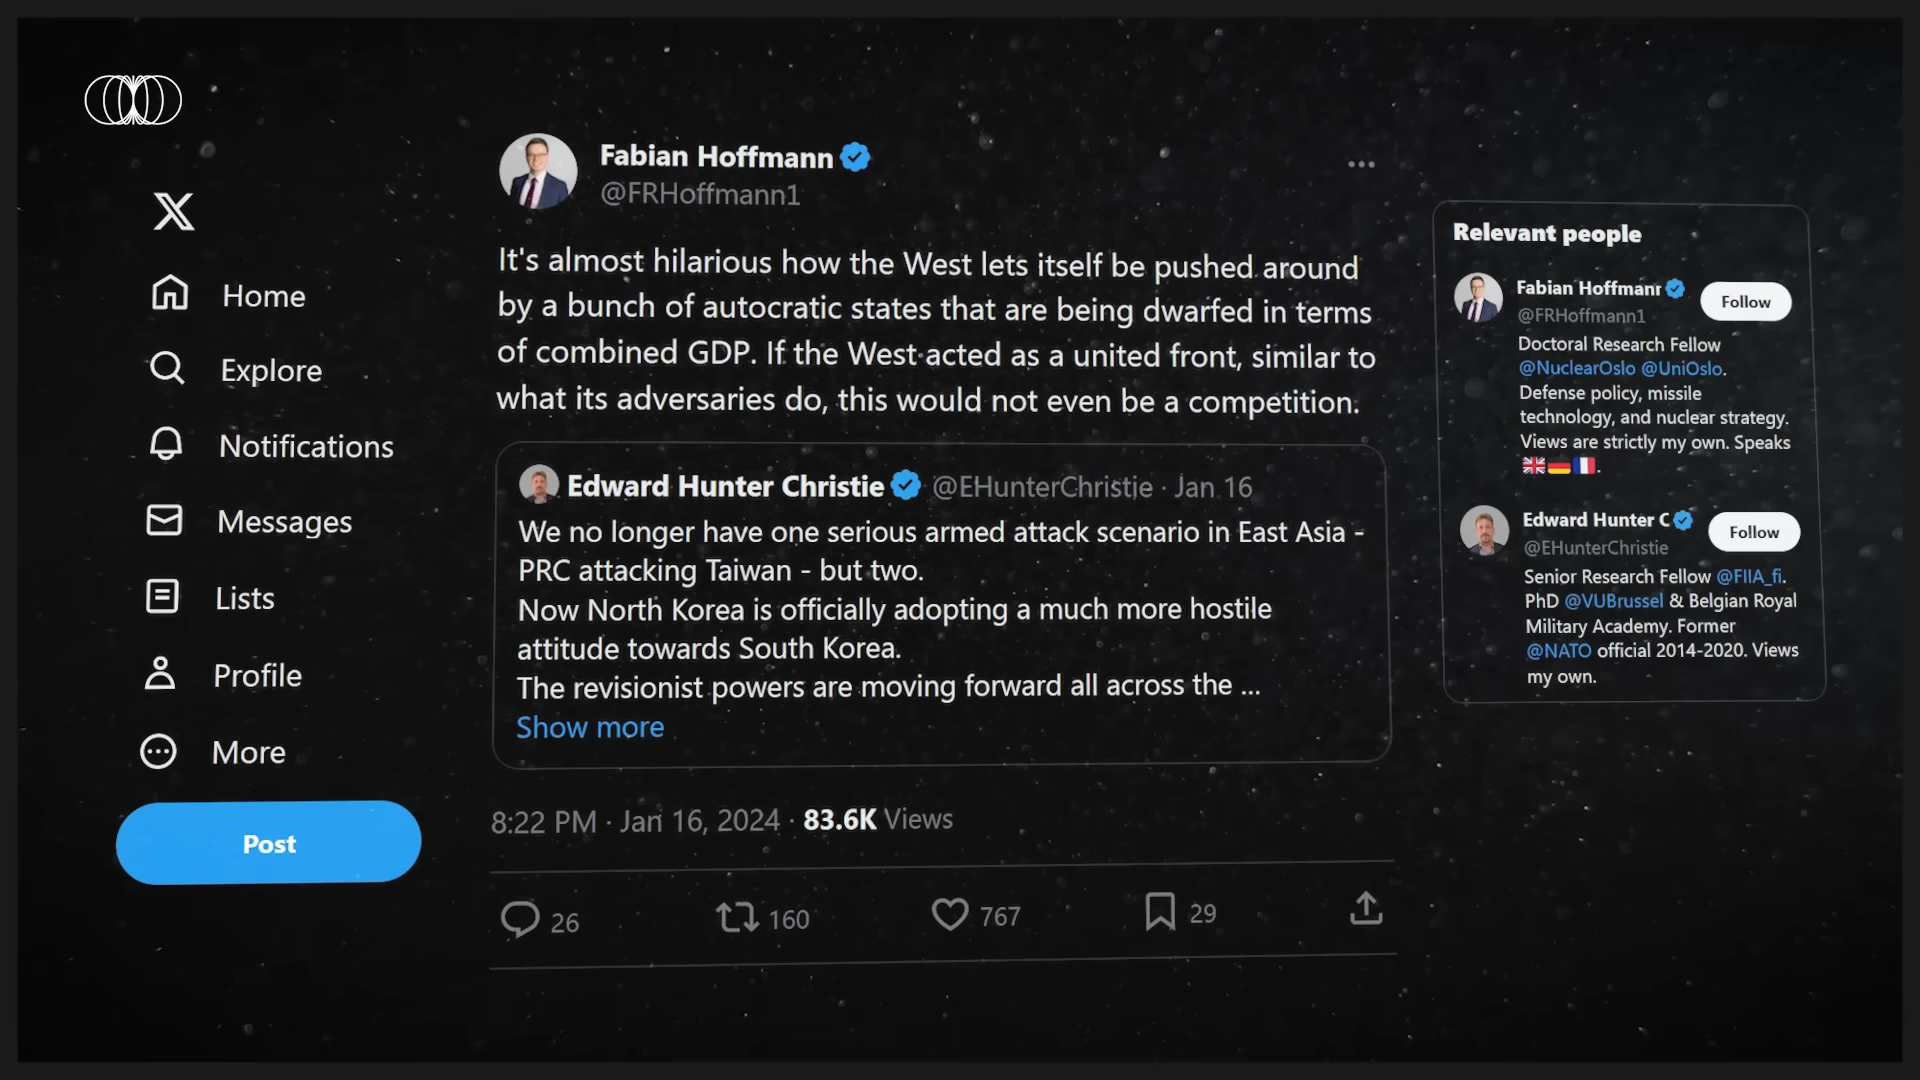 Home
Explore
Notifications
Messages
Lists
Profile
More
Post
Fabian Hoffmann
@FRHoffmann1
It's almost hilarious how the West lets itself be pushed around
by a bunch of autocratic states that are being dwarfed in terms
of combined GDP. If the West acted as a united front, similar to
what its adversaries do, this would not even be a competition.
Edward Hunter Christie @EHunterChristie · Jan 16
We no longer have one serious armed attack scenario in East Asia -
PRC attacking Taiwan - but two.
Now North Korea is officially adopting a much more hostile
attitude towards South Korea.
The revisionist powers are moving forward all across the ...
Show more
8:22 PM · Jan 16, 2024 · 83.6K Views
26 160 767 29
Relevant people
Fabian Hoffmann
Follow
@FRHoffmann1
Doctoral Research Fellow
@NuclearOslo @UniOslo.
Defense policy, missile
technology, and nuclear strategy.
Views are strictly my own. Speaks
🇬🇧🇩🇪🇫🇷.
Edward Hunter C
Follow
@EHunterChristie
Senior Research Fellow @FIIA_fi.
PhD @VUBrussel & Belgian Royal
Military Academy. Former
@NATO official 2014-2020. Views
my own.